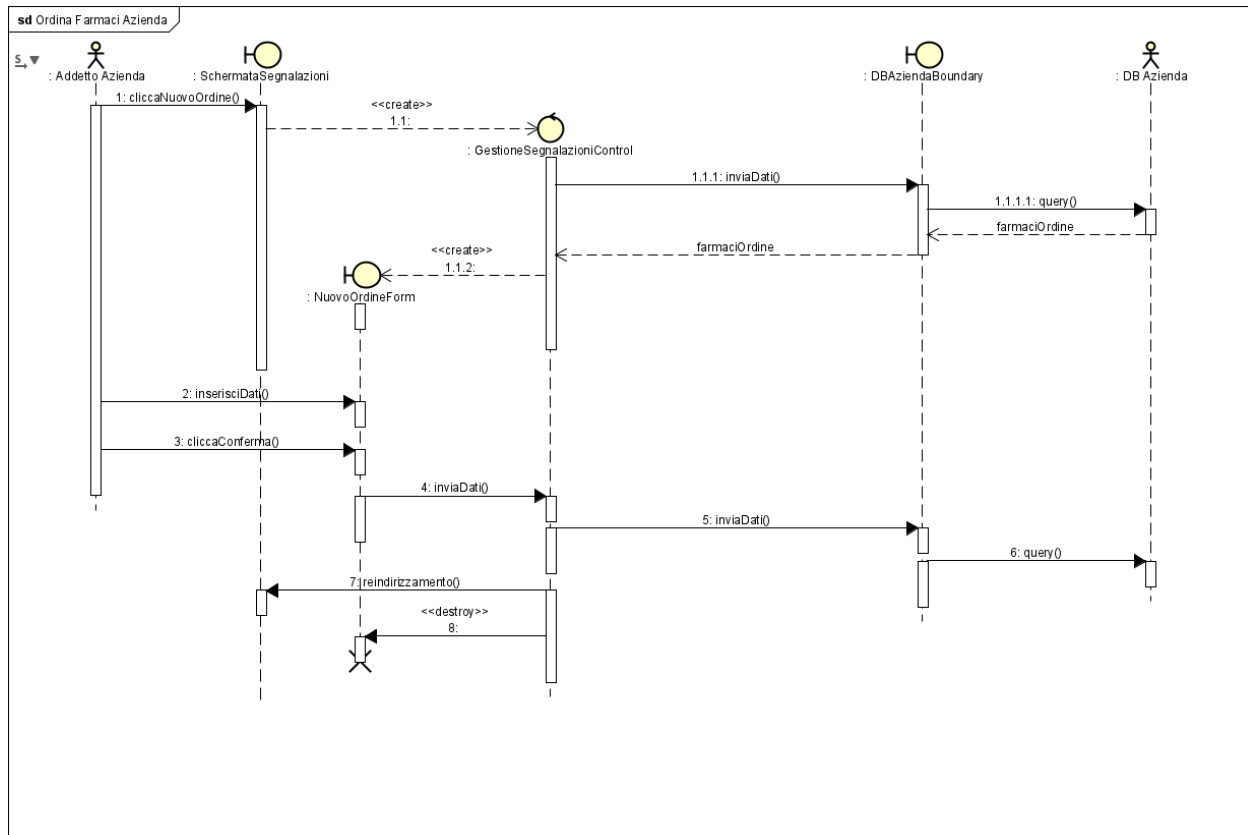 sd Ordina Farmaci Azienda
S
: Addetto Azienda
: SchermataSegnalazioni
: DBAziendaBoundary
: DB Azienda
1: cliccaNuovoOrdine()
<<create>>
1.1:
: GestioneSegnalazioniControl
1.1.1: inviaDati()
1.1.1.1: query()
farmaciOrdine
farmaciOrdine
<<create>>
1.1.2:
: NuovoOrdineForm
2: inserisciDati()
3: cliccaConferma()
4: inviaDati()
5: inviaDati()
6: query()
7: reindirizzamento()
<<destroy>>
8: